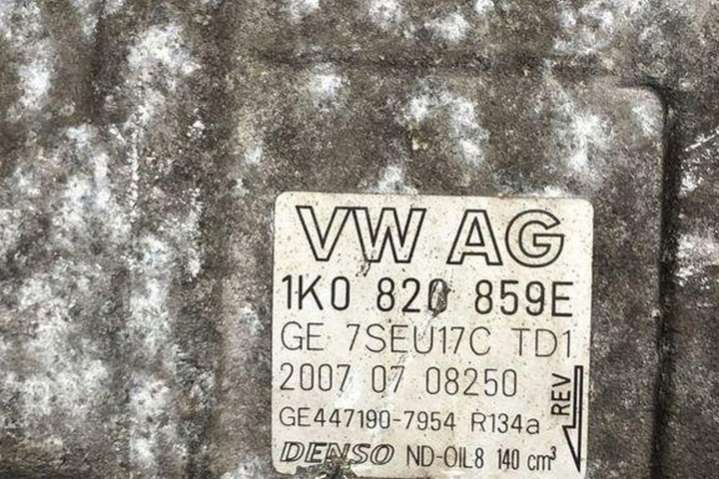 VW AG
1K0 820 859E
GE 7SEU17C TD1
2007 07 08250
GE447190-7954 R134a
DENSO ND-OIL8 140 cm³
REV